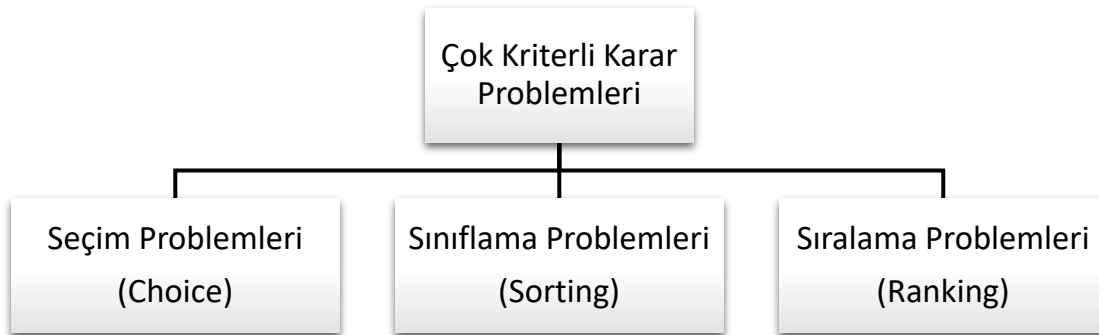 Çok Kriterli Karar
Problemleri
Seçim Problemleri
(Choice)
Sınıflama Problemleri
(Sorting)
Sıralama Problemleri
(Ranking)